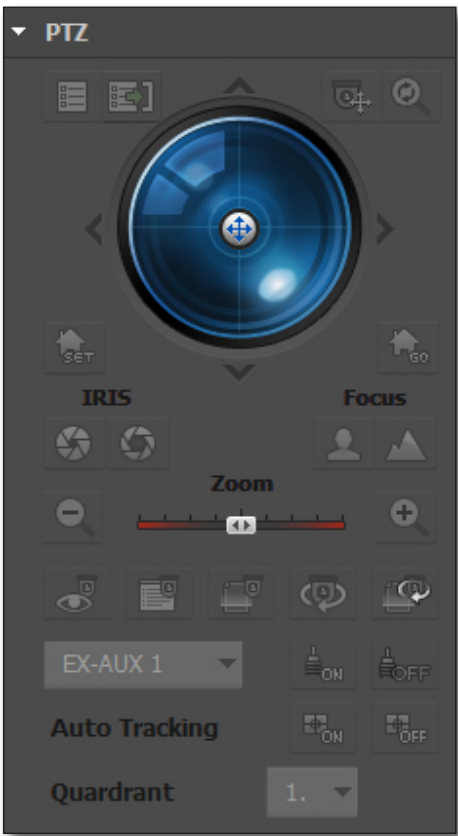 PTZ
SET
GO
IRIS Focus
Zoom
EX-AUX 1 ON OFF
Auto Tracking ON OFF
Quardrant 1.